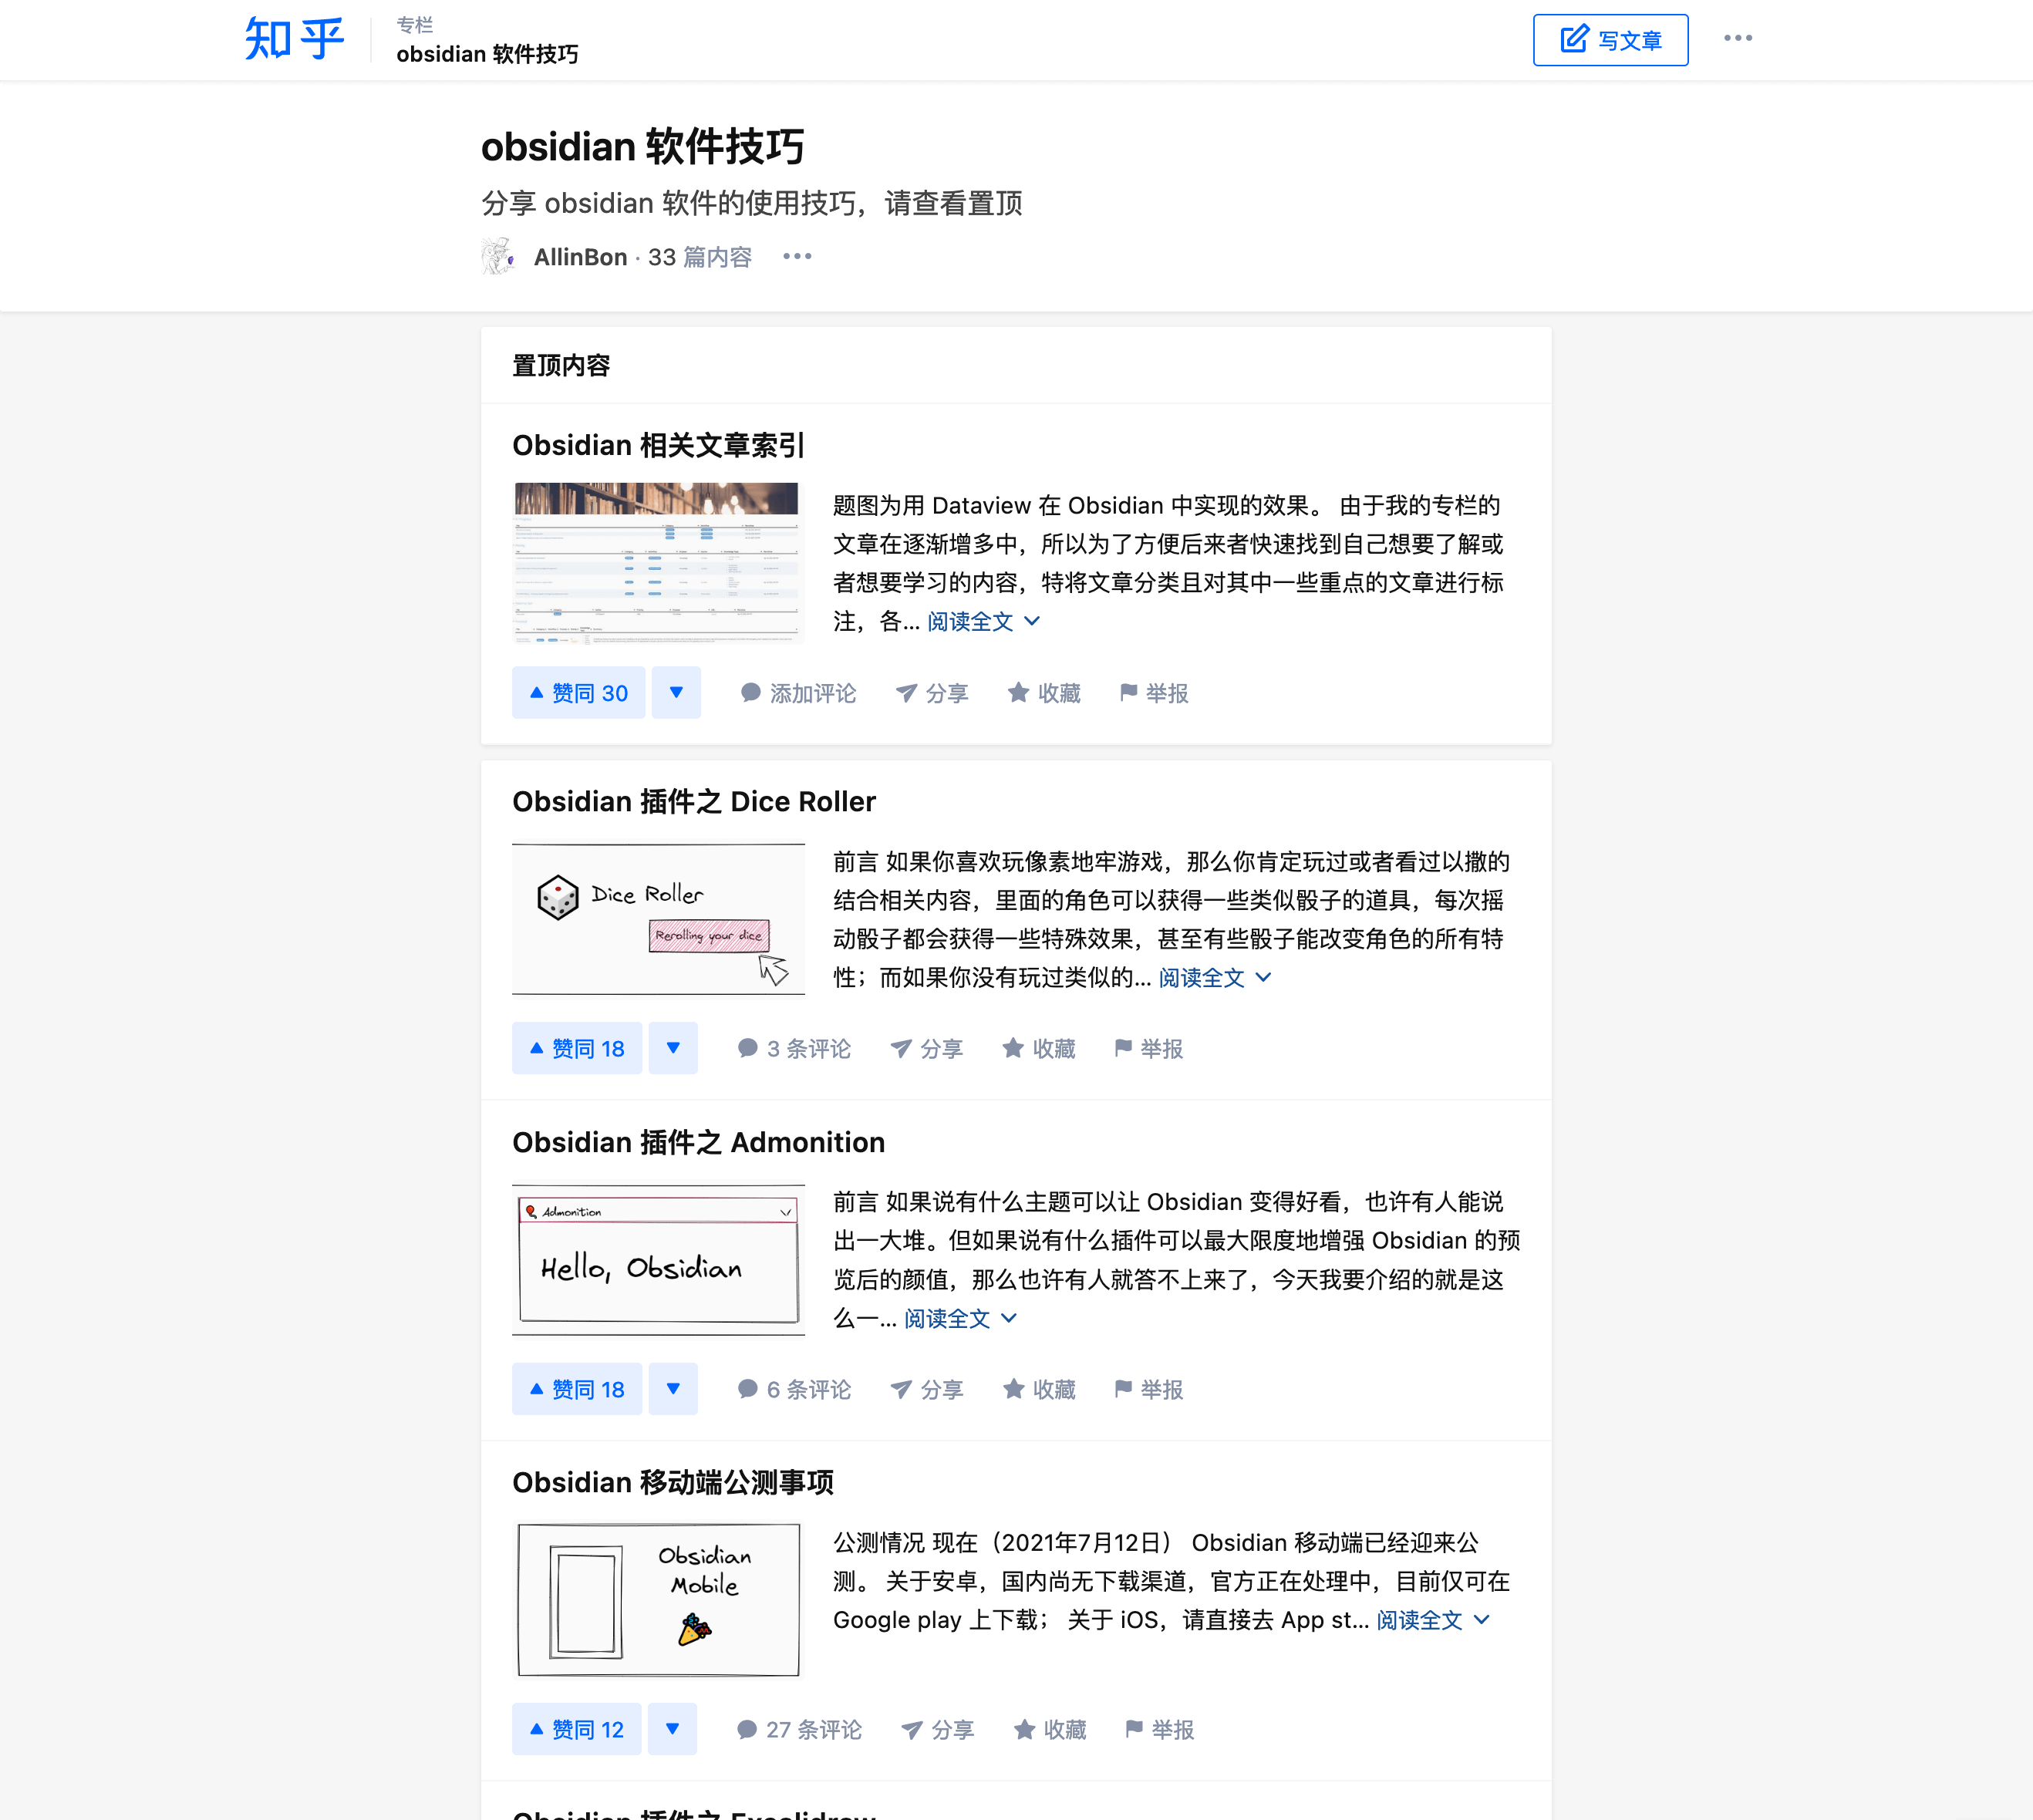 知乎
专栏
obsidian 软件技巧
写文章
obsidian 软件技巧
分享 obsidian 软件的使用技巧，请查看置顶
AllinBon · 33 篇内容
置顶内容
Obsidian 相关文章索引
题图为用 Dataview 在 Obsidian 中实现的效果。 由于我的专栏的
文章在逐渐增多中，所以为了方便后来者快速找到自己想要了解或
者想要学习的内容，特将文章分类且对其中一些重点的文章进行标
注，各... 阅读全文
赞同 30 添加评论 分享 收藏 举报
Obsidian 插件之 Dice Roller
Dice Roller
Rerolling your dice
前言 如果你喜欢玩像素地牢游戏，那么你肯定玩过或者看过以撒的
结合相关内容，里面的角色可以获得一些类似骰子的道具，每次摇
动骰子都会获得一些特殊效果，甚至有些骰子能改变角色的所有特
性；而如果你没有玩过类似的... 阅读全文
赞同 18 3 条评论 分享 收藏 举报
Obsidian 插件之 Admonition
Admonition
Hello, Obsidian
前言 如果说有什么主题可以让 Obsidian 变得好看，也许有人能说
出一大堆。但如果说有什么插件可以最大限度地增强 Obsidian 的预
览后的颜值，那么也许有人就答不上来了，今天我要介绍的就是这
么一... 阅读全文
赞同 18 6 条评论 分享 收藏 举报
Obsidian 移动端公测事项
Obsidian
Mobile
公测情况 现在（2021年7月12日） Obsidian 移动端已经迎来公
测。 关于安卓，国内尚无下载渠道，官方正在处理中，目前仅可在
Google play 上下载； 关于 iOS，请直接去 App st... 阅读全文
赞同 12 27 条评论 分享 收藏 举报
Obsidian 插件之 Excalidraw